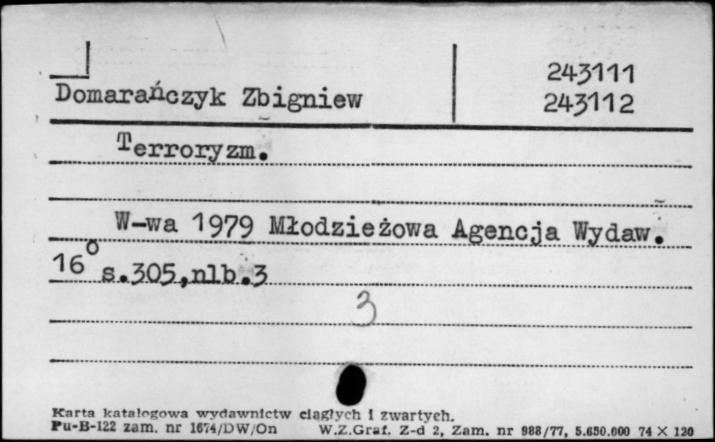 243111
Domarańczyk Zbigniew 243112
Terroryzm.
W-wa 1979 Młodzieżowa Agencja Wydaw.
16° s.305,nlb.3
3
Karta katalogowa wydawnictw ciągłych i zwartych.
Pu-B-122 zam. nr 1674/DW/On W.Z.Graf. Z-d 2, Zam. nr 988/77, 5.650.000 74 X 120